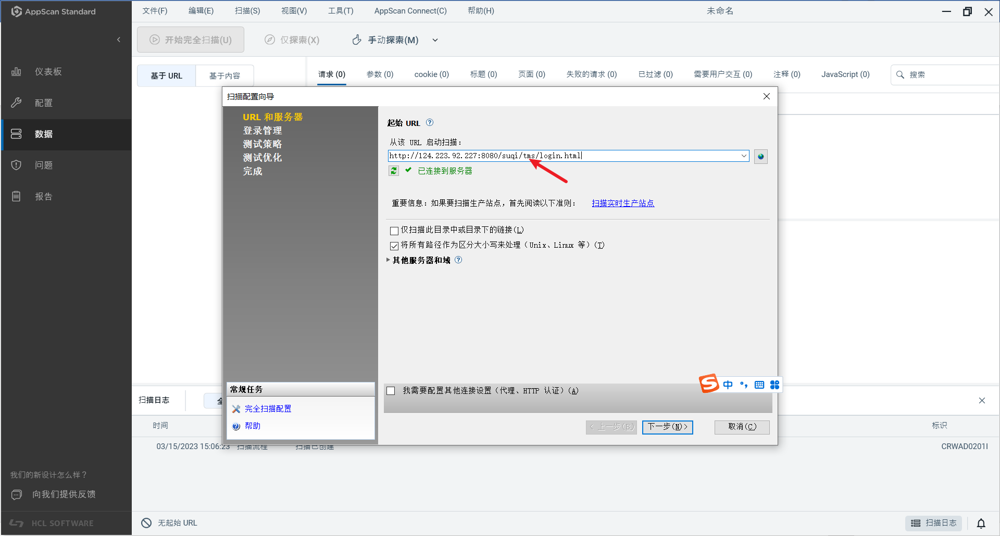 AppScan Standard
文件(F) 编辑(E) 扫描(S) 视图(V) 工具(T) AppScan Connect(C) 帮助(H) 未命名
开始完全扫描(U) 仅探索(X) 手动探索(M)
仪表板
配置
数据
问题
报告
基于 URL 基于内容
请求 (0) 参数 (0) cookie (0) 标题 (0) 页面 (0) 失败的请求 (0) 已过滤 (0) 需要用户交互 (0) 注释 (0) JavaScript (0) 搜索
扫描配置向导
URL 和服务器
登录管理
测试策略
测试优化
完成
起始 URL
从该 URL 启动扫描：
http://124.223.92.227:8080/suqi/tms/login.html
已连接到服务器
重要信息：如果要扫描生产站点，首先阅读以下准则： 扫描实时生产站点
仅扫描此目录中或目录下的链接(L)
将所有路径作为区分大小写来处理（Unix、Linux 等）(T)
其他服务器和域
常规任务
完全扫描配置
帮助
我需要配置其他连接设置（代理、HTTP 认证）(A)
中
< 上一步(B) 下一步(N)> 取消(C)
扫描日志 全
时间 标识
03/15/2023 15:06:23 扫描流程 扫描已创建 CRWAD0201I
我们的新设计怎么样？
向我们提供反馈
HCL SOFTWARE
无起始 URL 扫描日志